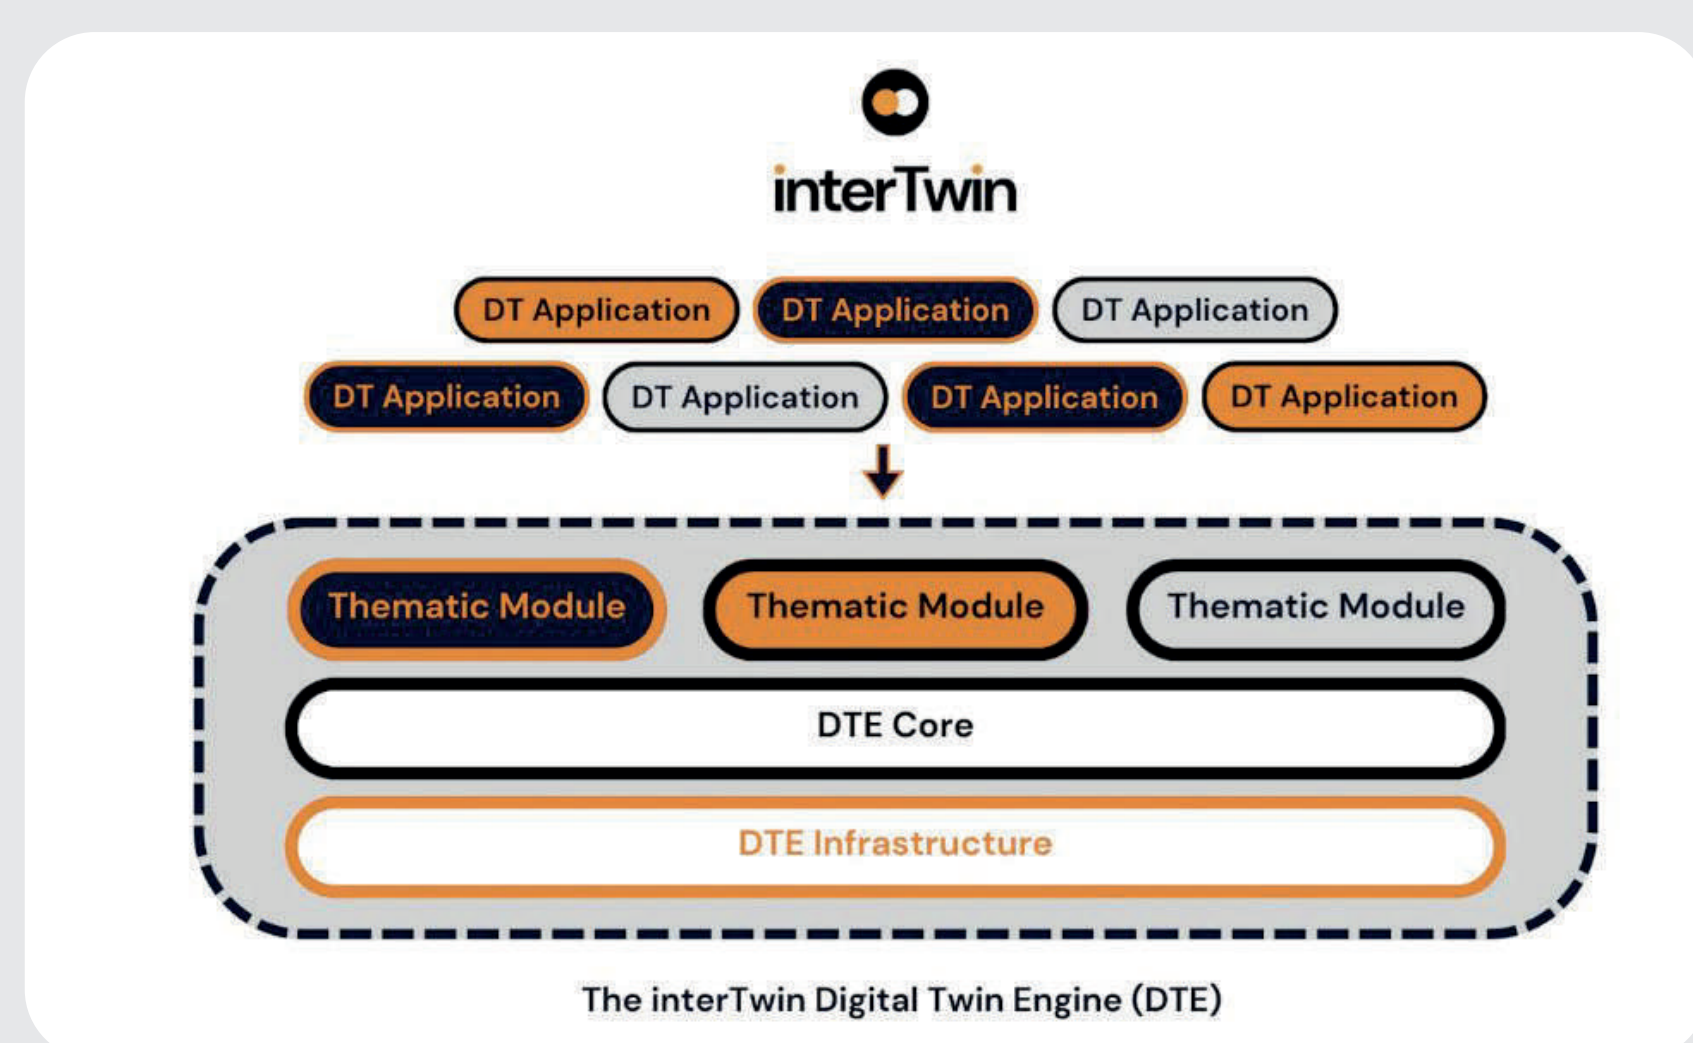 interTwin
DT Application DT Application DT Application
DT Application DT Application DT Application DT Application
Thematic Module Thematic Module Thematic Module
DTE Core
DTE Infrastructure
The interTwin Digital Twin Engine (DTE)